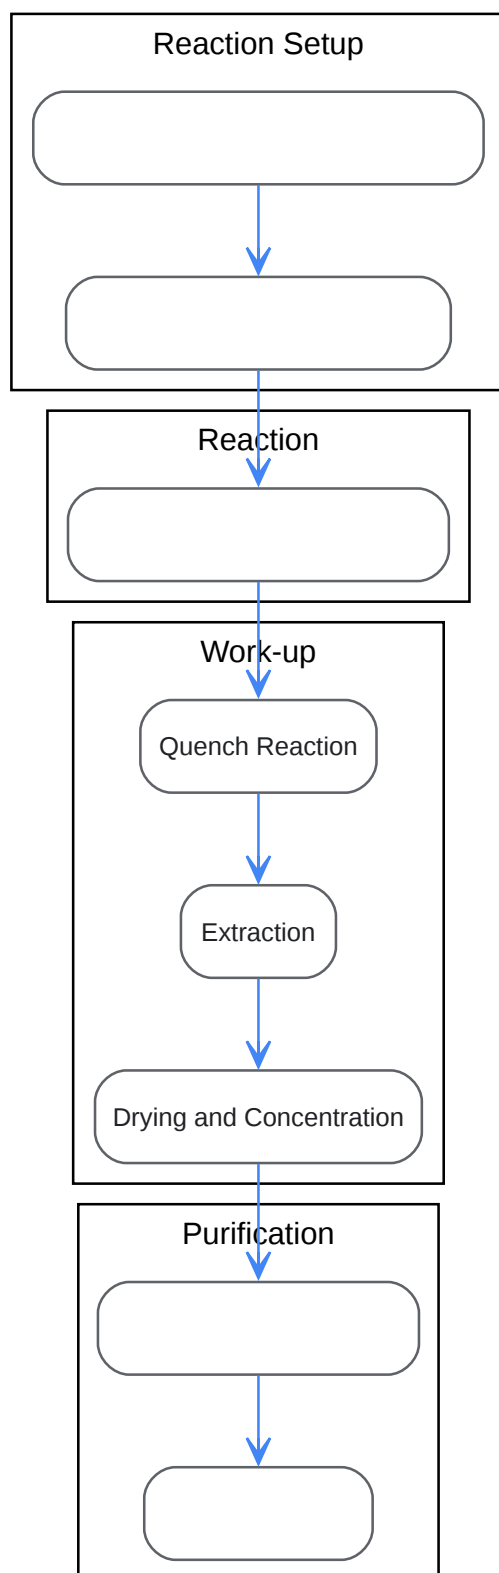 Reaction Setup
Reaction
Work-up
Quench Reaction
Extraction
Drying and Concentration
Purification